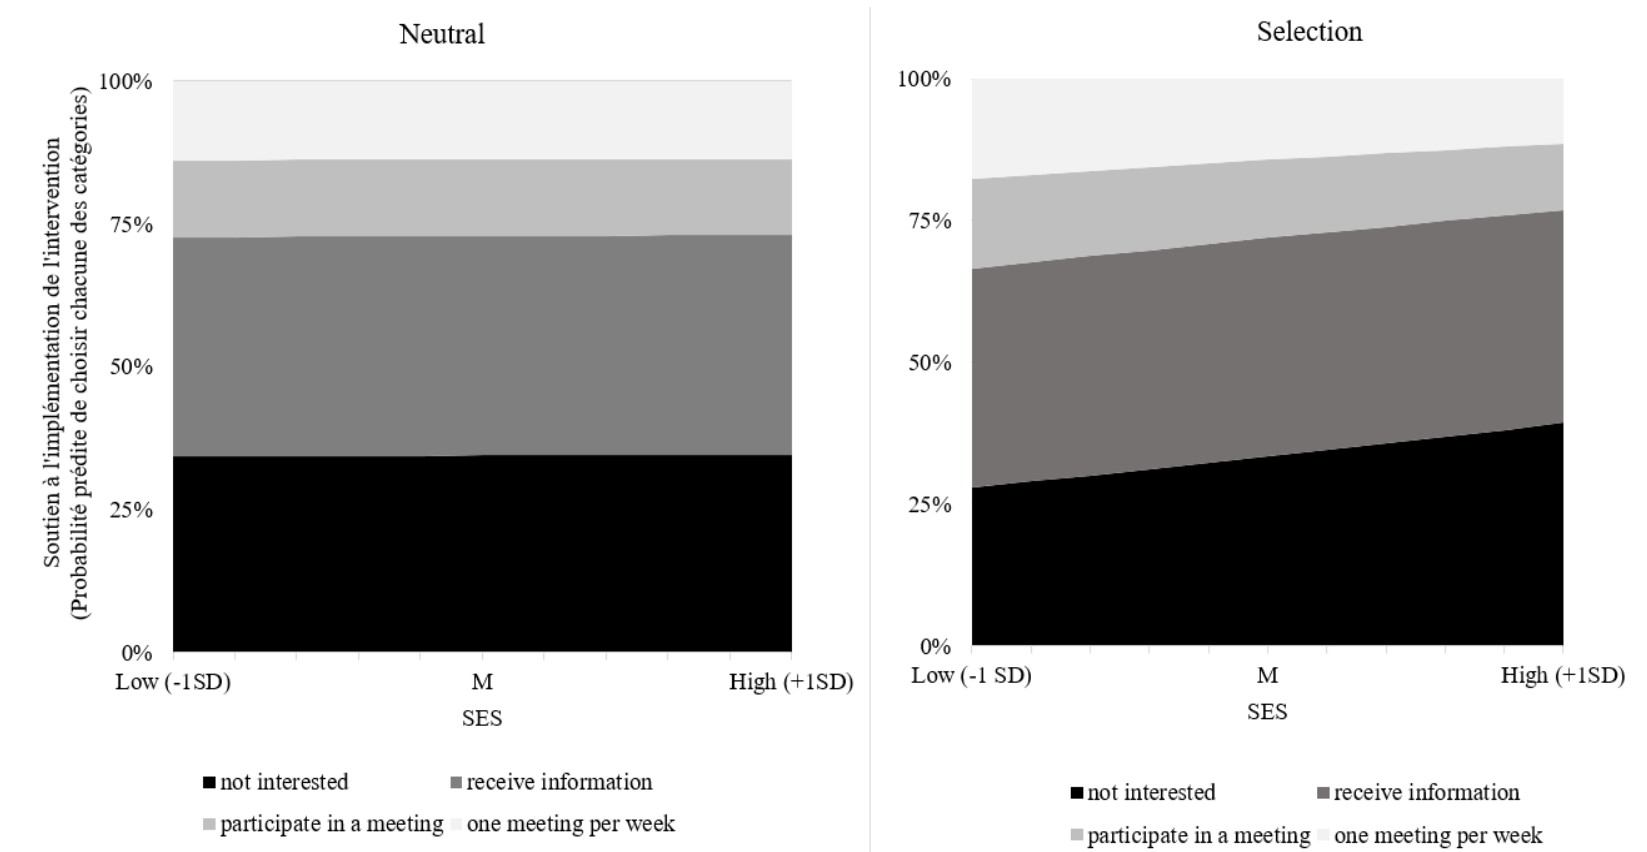 Neutral
Soutien à l'implémentation de l'intervention
(Probabilité prédite de choisir chacune des catégories)
100%
75%
50%
25%
0%
Low (-1SD) M High (+1SD)
SES
not interested receive information
participate in a meeting one meeting per week
Selection
100%
75%
50%
25%
0%
Low (-1 SD) M High (+1SD)
SES
not interested receive information
participate in a meeting one meeting per week